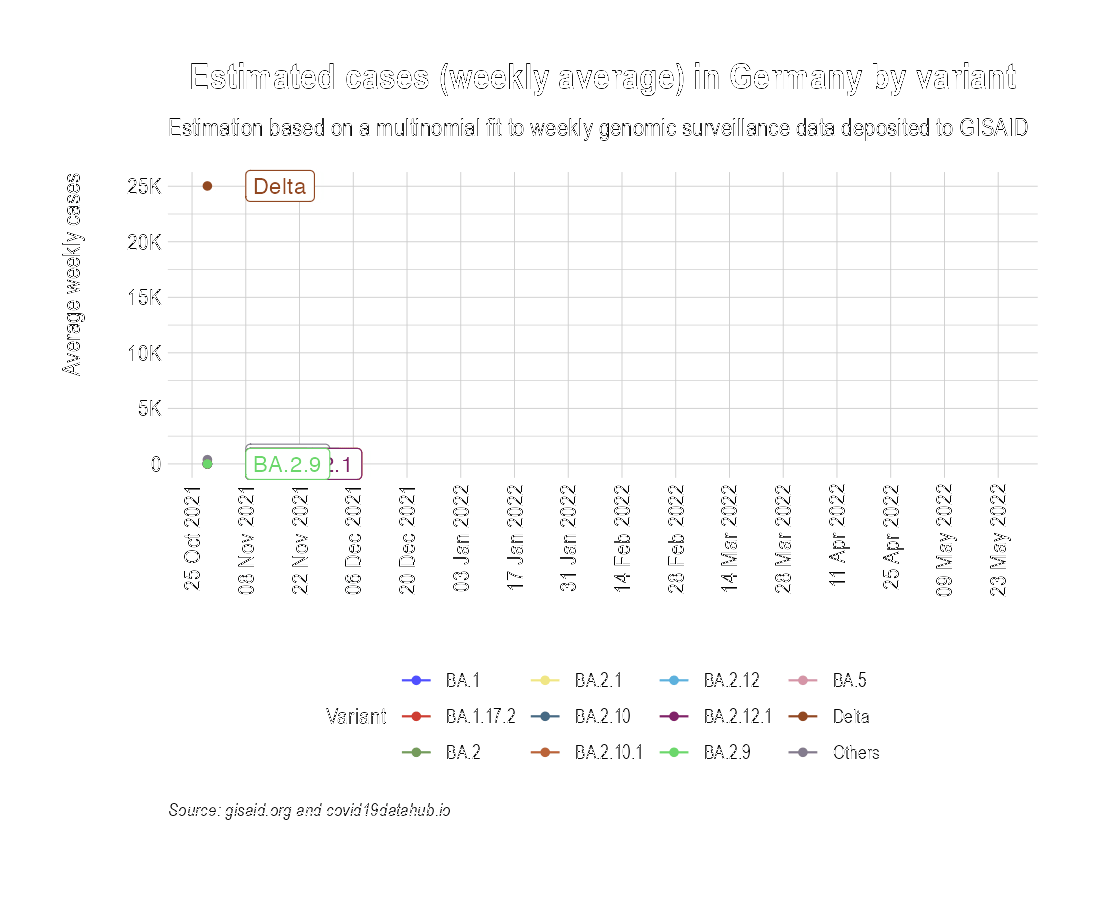 Estimated cases (weekly average) in Germany by variant
Estimation based on a multinomial fit to weekly genomic surveillance data deposited to GISAID
Average weekly cases
25K
20K
15K
10K
5K
0
Delta
BA.2.9
2.1
25 Oct 2021
08 Nov 2021
22 Nov 2021
06 Dec 2021
20 Dec 2021
03 Jan 2022
17 Jan 2022
31 Jan 2022
14 Feb 2022
28 Feb 2022
14 Mar 2022
28 Mar 2022
11 Apr 2022
25 Apr 2022
09 May 2022
23 May 2022
Variant
BA.1 BA.2.1 BA.2.12 BA.5
BA.1.17.2 BA.2.10 BA.2.12.1 Delta
BA.2 BA.2.10.1 BA.2.9 Others
Source: gisaid.org and covid19datahub.io